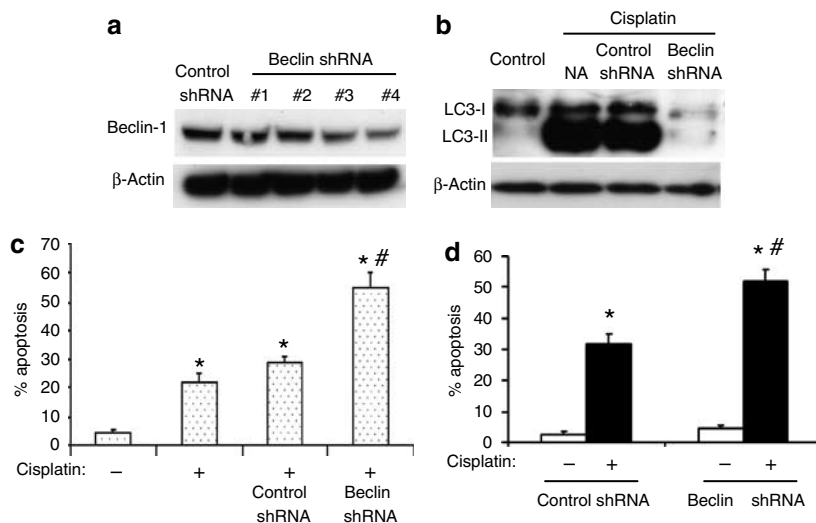 a
Control
shRNA
Beclin shRNA
#1 #2 #3 #4
Beclin-1
β-Actin
b
Cisplatin
Control
NA
Control
shRNA
Beclin
shRNA
LC3-I
LC3-II
β-Actin
c
% apoptosis
70
60
50
40
30
20
10
0
*
*
* #
Cisplatin: – + + +
Control
shRNA
Beclin
shRNA
d
% apoptosis
60
50
40
30
20
10
0
*
* #
Cisplatin: – + – +
Control shRNA
Beclin shRNA